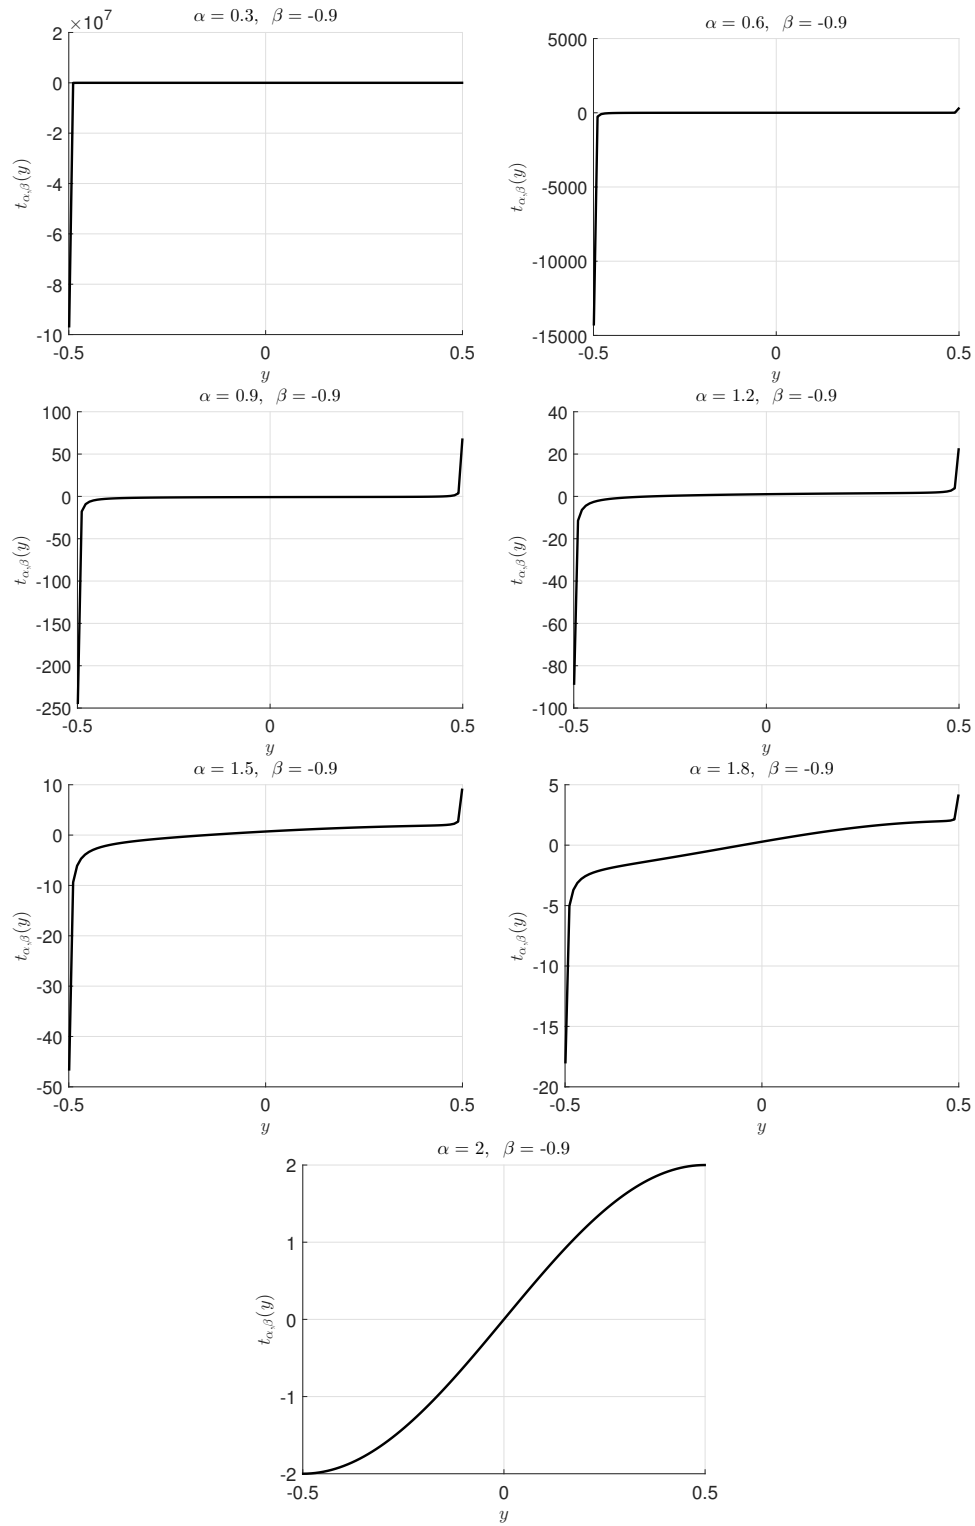 α = 0.3, β = -0.9
×10⁷
2
0
-2
-4
-6
-8
-10
-0.5 0 0.5
y
t_{α,β}(y)
α = 0.6, β = -0.9
5000
0
-5000
-10000
-15000
-0.5 0 0.5
y
t_{α,β}(y)
α = 0.9, β = -0.9
100
50
0
-50
-100
-150
-200
-250
-0.5 0 0.5
y
t_{α,β}(y)
α = 1.2, β = -0.9
40
20
0
-20
-40
-60
-80
-100
-0.5 0 0.5
y
t_{α,β}(y)
α = 1.5, β = -0.9
10
0
-10
-20
-30
-40
-50
-0.5 0 0.5
y
t_{α,β}(y)
α = 1.8, β = -0.9
5
0
-5
-10
-15
-20
-0.5 0 0.5
y
t_{α,β}(y)
α = 2, β = -0.9
2
1
0
-1
-2
-0.5 0 0.5
y
t_{α,β}(y)